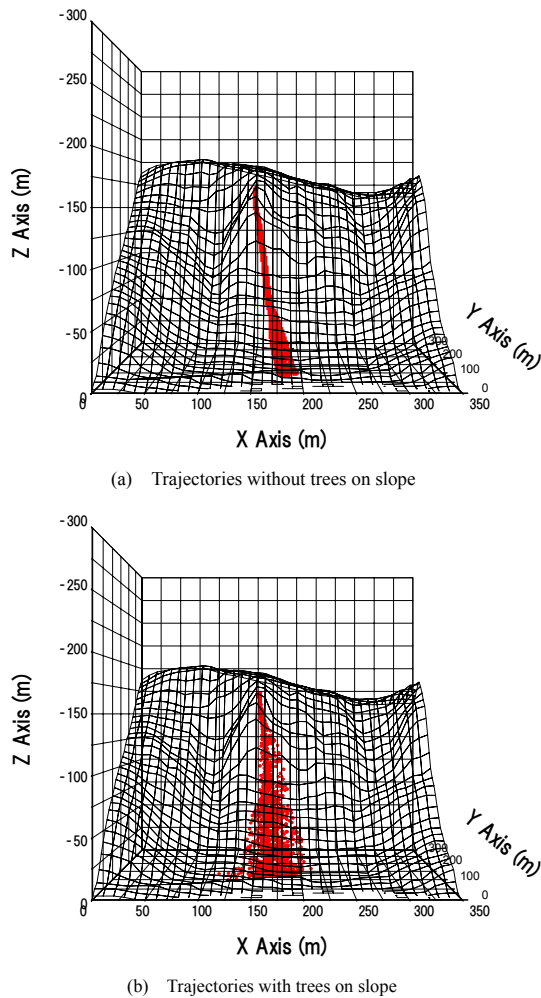 -300
-250
-200
-150
-100
-50
0
Z Axis (m)
0 50 100 150 200 250 300 350
X Axis (m)
300
200
100
0
Y Axis (m)
(a) Trajectories without trees on slope
-300
-250
-200
-150
-100
-50
0
Z Axis (m)
0 50 100 150 200 250 300 350
X Axis (m)
300
200
100
0
Y Axis (m)
(b) Trajectories with trees on slope